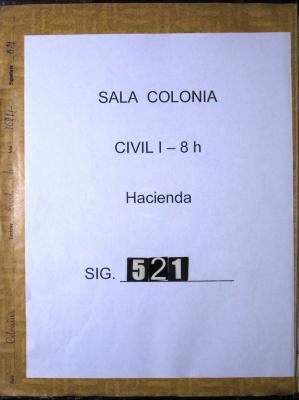 SALA COLONIA
CIVIL I – 8 h
Hacienda
SIG. 521